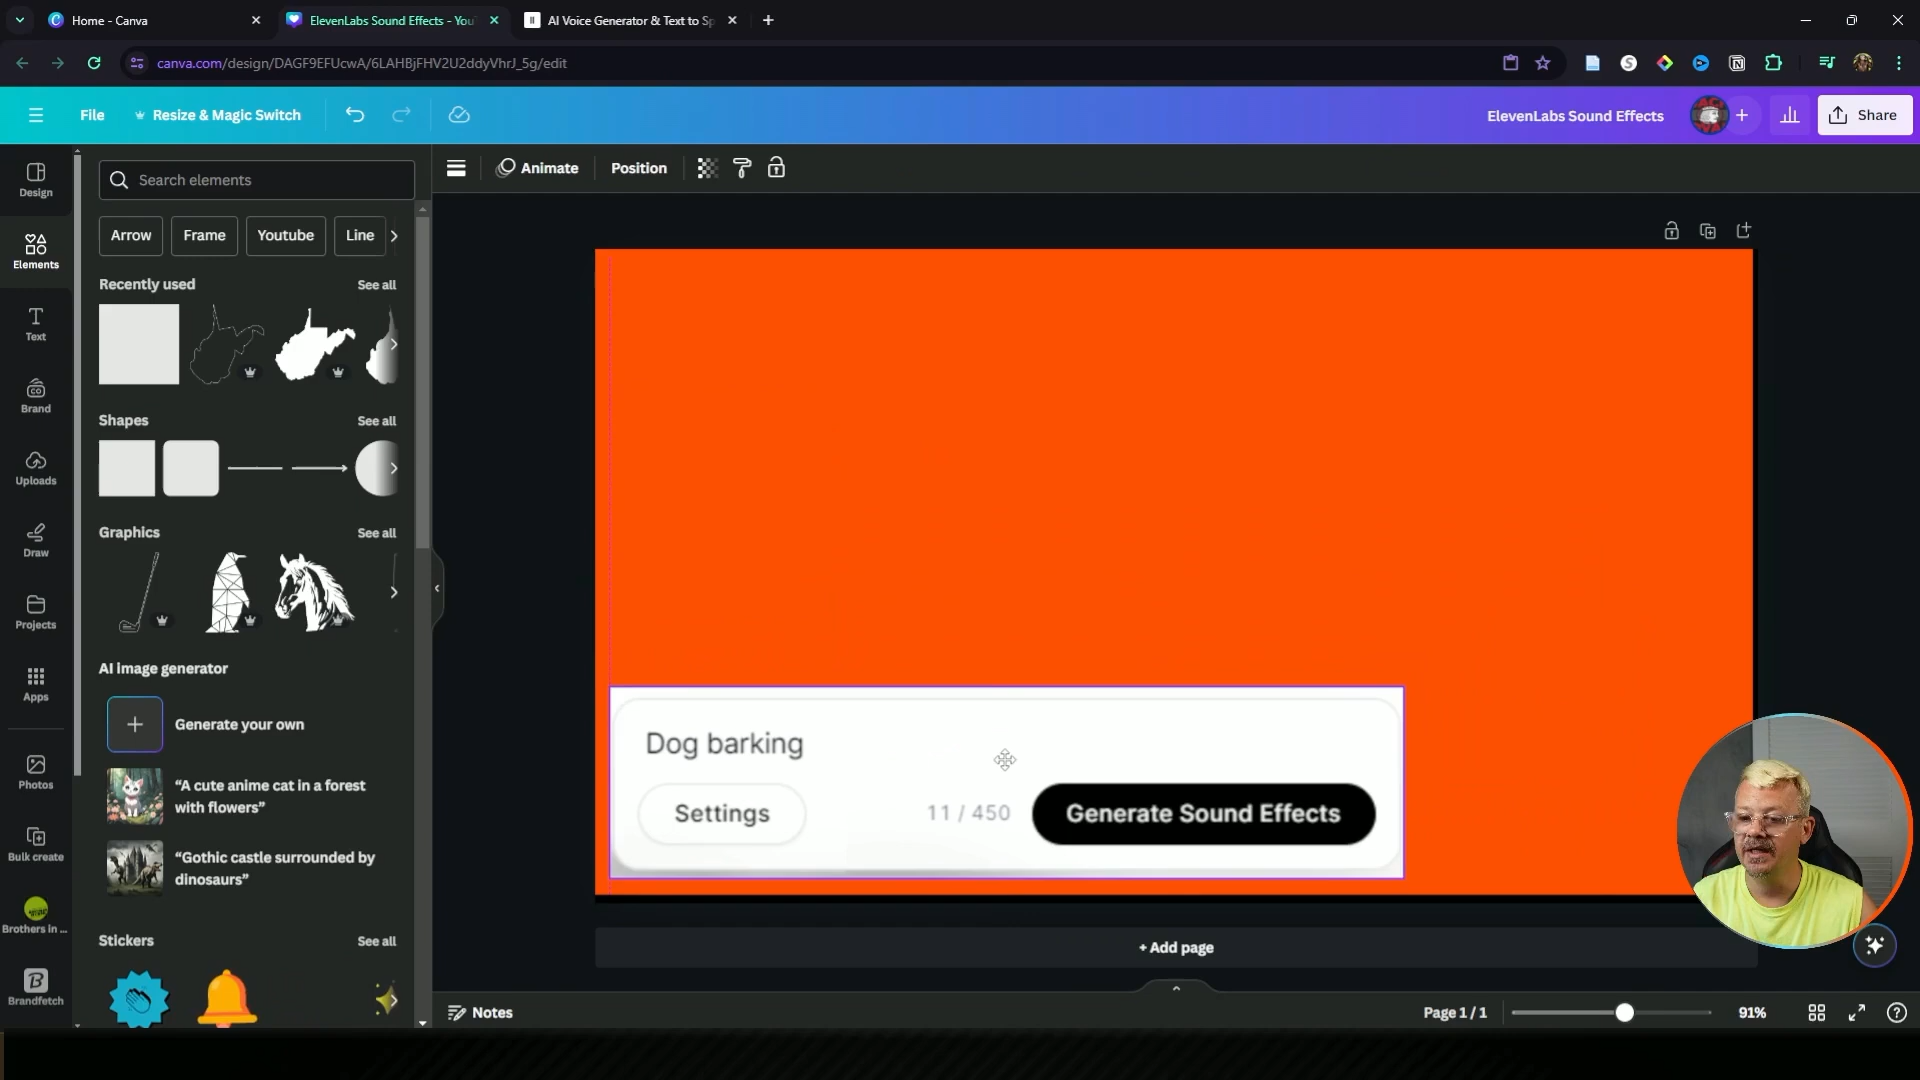 Home - Canva
ElevenLabs Sound Effects - You
AI Voice Generator & Text to Sp
canva.com/design/DAGF9EFUcwA/6LAHBjFHV2U2ddyVhrJ_5g/edit
File
Resize & Magic Switch
ElevenLabs Sound Effects
Share
Design
Elements
Text
Brand
Uploads
Draw
Projects
Apps
Photos
Bulk create
Brothers in ...
Brandfetch
Search elements
Arrow
Frame
Youtube
Line
Recently used
See all
Shapes
See all
Graphics
See all
AI image generator
Generate your own
“A cute anime cat in a forest
with flowers”
“Gothic castle surrounded by
dinosaurs”
Stickers
See all
Animate
Position
Dog barking
Settings
11 / 450
Generate Sound Effects
+ Add page
Notes
Page 1 / 1
91%